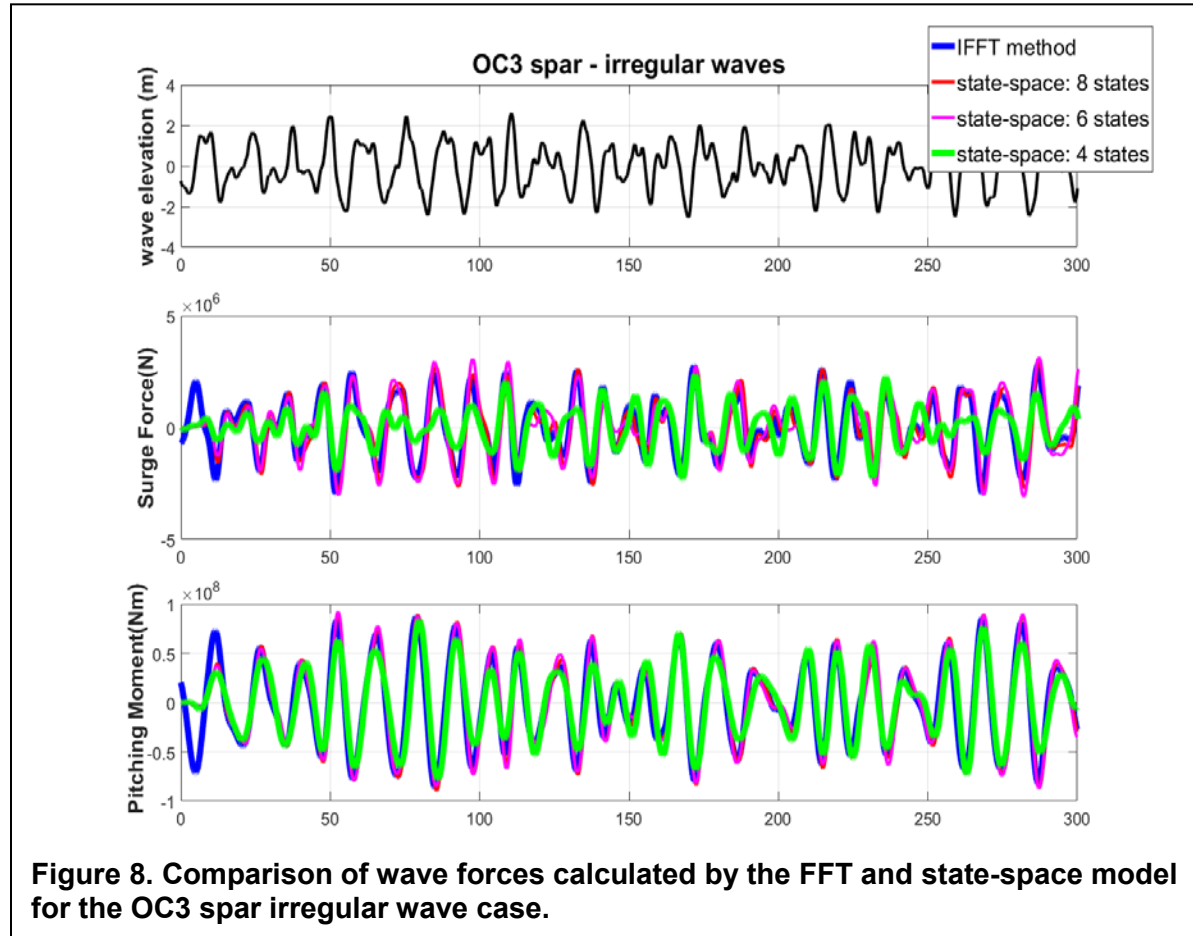 OC3 spar - irregular waves
IFFT method
state-space: 8 states
state-space: 6 states
state-space: 4 states
wave elevation (m)
4
2
0
-2
-4
0 50 100 150 200 250 300
×10⁶
Surge Force(N)
5
0
-5
0 50 100 150 200 250 300
×10⁸
Pitching Moment(Nm)
1
0.5
0
-0.5
-1
0 50 100 150 200 250 300
Figure 8. Comparison of wave forces calculated by the FFT and state-space model
for the OC3 spar irregular wave case.